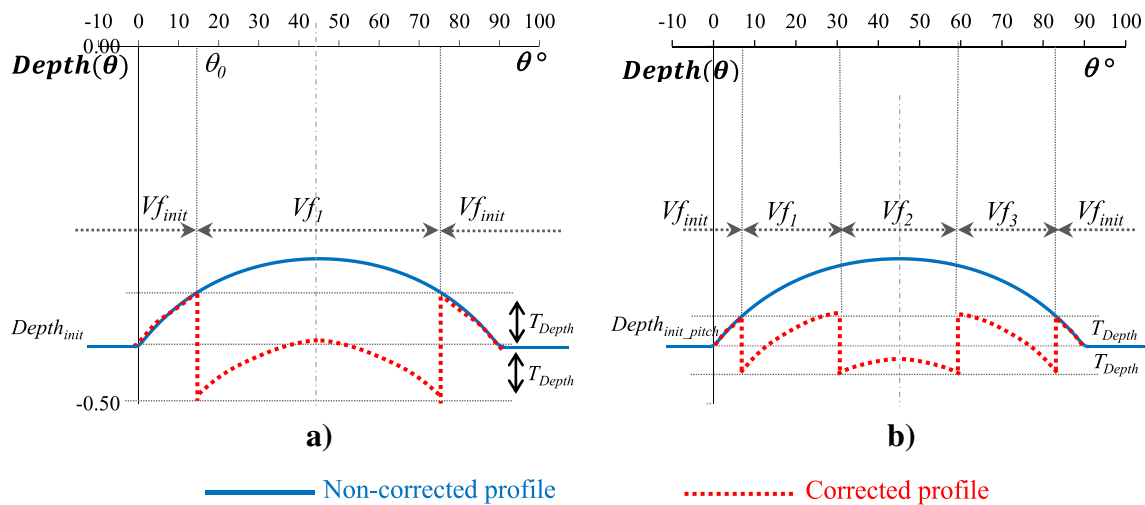 -10 0 10 20 30 40 50 60 70 80 90 100
0.00
Depth(θ) θ0 θ°
Vfinit Vf1 Vfinit
Depthinit
TDepth
TDepth
-0.50
a)
-10 0 10 20 30 40 50 60 70 80 90 100
Depth(θ) θ°
Vfinit Vf1 Vf2 Vf3 Vfinit
Depthinit_pitch
TDepth
TDepth
b)
Non-corrected profile
Corrected profile